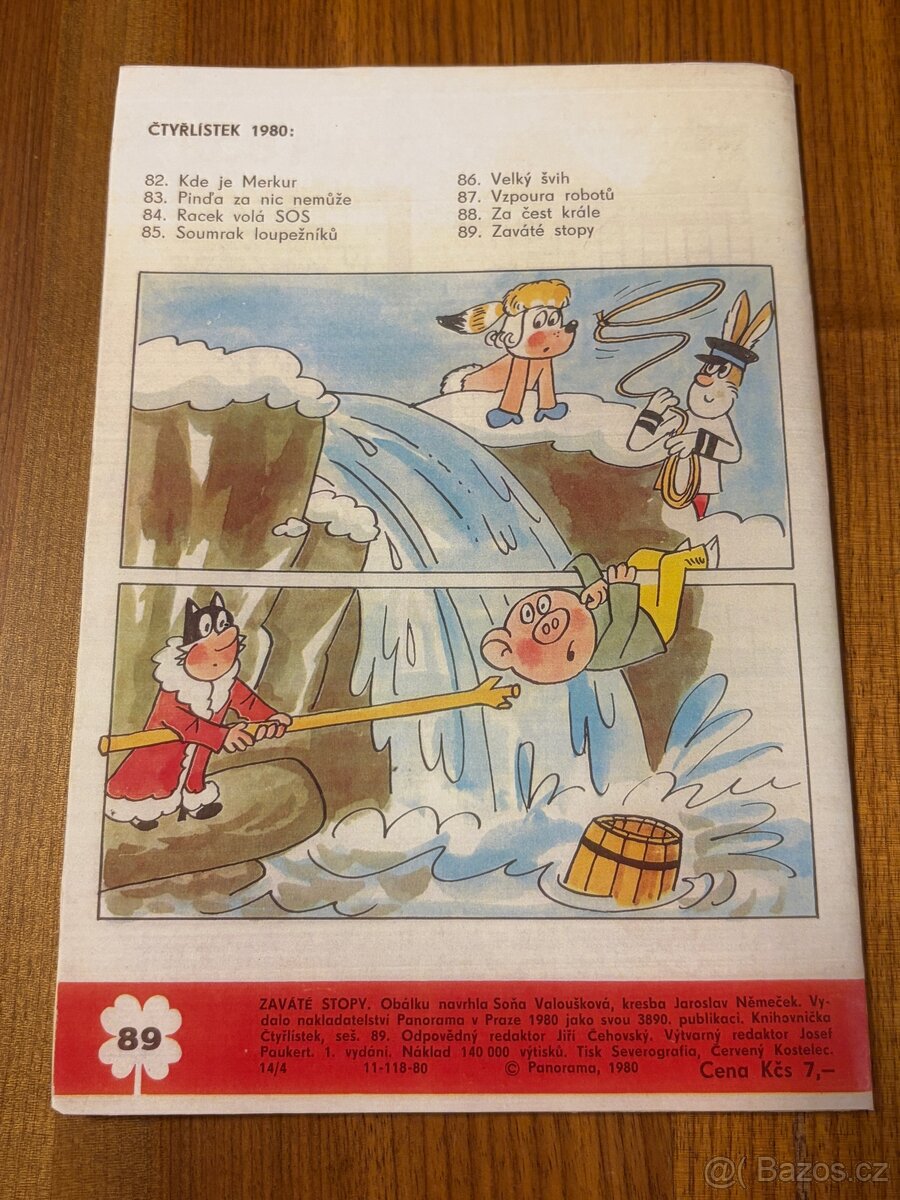 ČTYŘLÍSTEK 1980:
82. Kde je Merkur
83. Pinďa za nic nemůže
84. Racek volá SOS
85. Soumrak loupežníků
86. Velký švih
87. Vzpoura robotů
88. Za čest krále
89. Zaváté stopy
89
ZAVÁTÉ STOPY. Obálku navrhla Soňa Valoušková, kresba Jaroslav Němeček. Vy-
dalo nakladatelství Panorama v Praze 1980 jako svou 3890. publikaci. Knihovnička
Čtyřlístek, seš. 89. Odpovědný redaktor Jiří Čehovský. Výtvarný redaktor Josef
Paukert. 1. vydání. Náklad 140 000 výtisků. Tisk Severografia, Červený Kostelec.
14/4 11-118-80 © Panorama, 1980 Cena Kčs 7,–
@( Bazos.cz